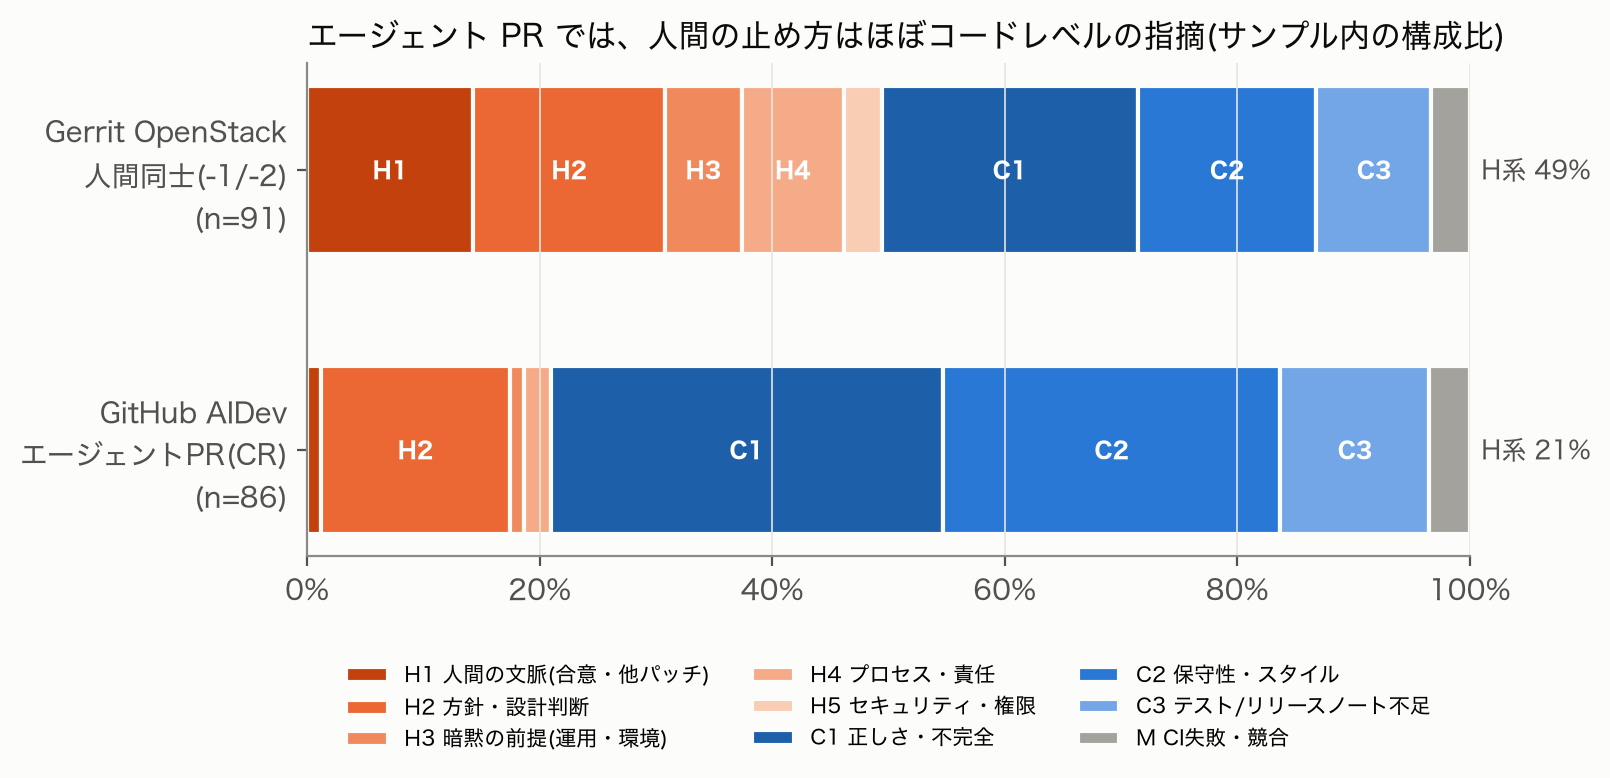 エージェント PR では、人間の止め方はほぼコードレベルの指摘(サンプル内の構成比)
Gerrit OpenStack
人間同士(-1/-2)
(n=91)
H1
H2
H3
H4
C1
C2
C3
H系 49%
GitHub AIDev
エージェントPR(CR)
(n=86)
H2
C1
C2
C3
H系 21%
0%
20%
40%
60%
80%
100%
H1 人間の文脈(合意・他パッチ)
H2 方針・設計判断
H3 暗黙の前提(運用・環境)
H4 プロセス・責任
H5 セキュリティ・権限
C1 正しさ・不完全
C2 保守性・スタイル
C3 テスト/リリースノート不足
M CI失敗・競合